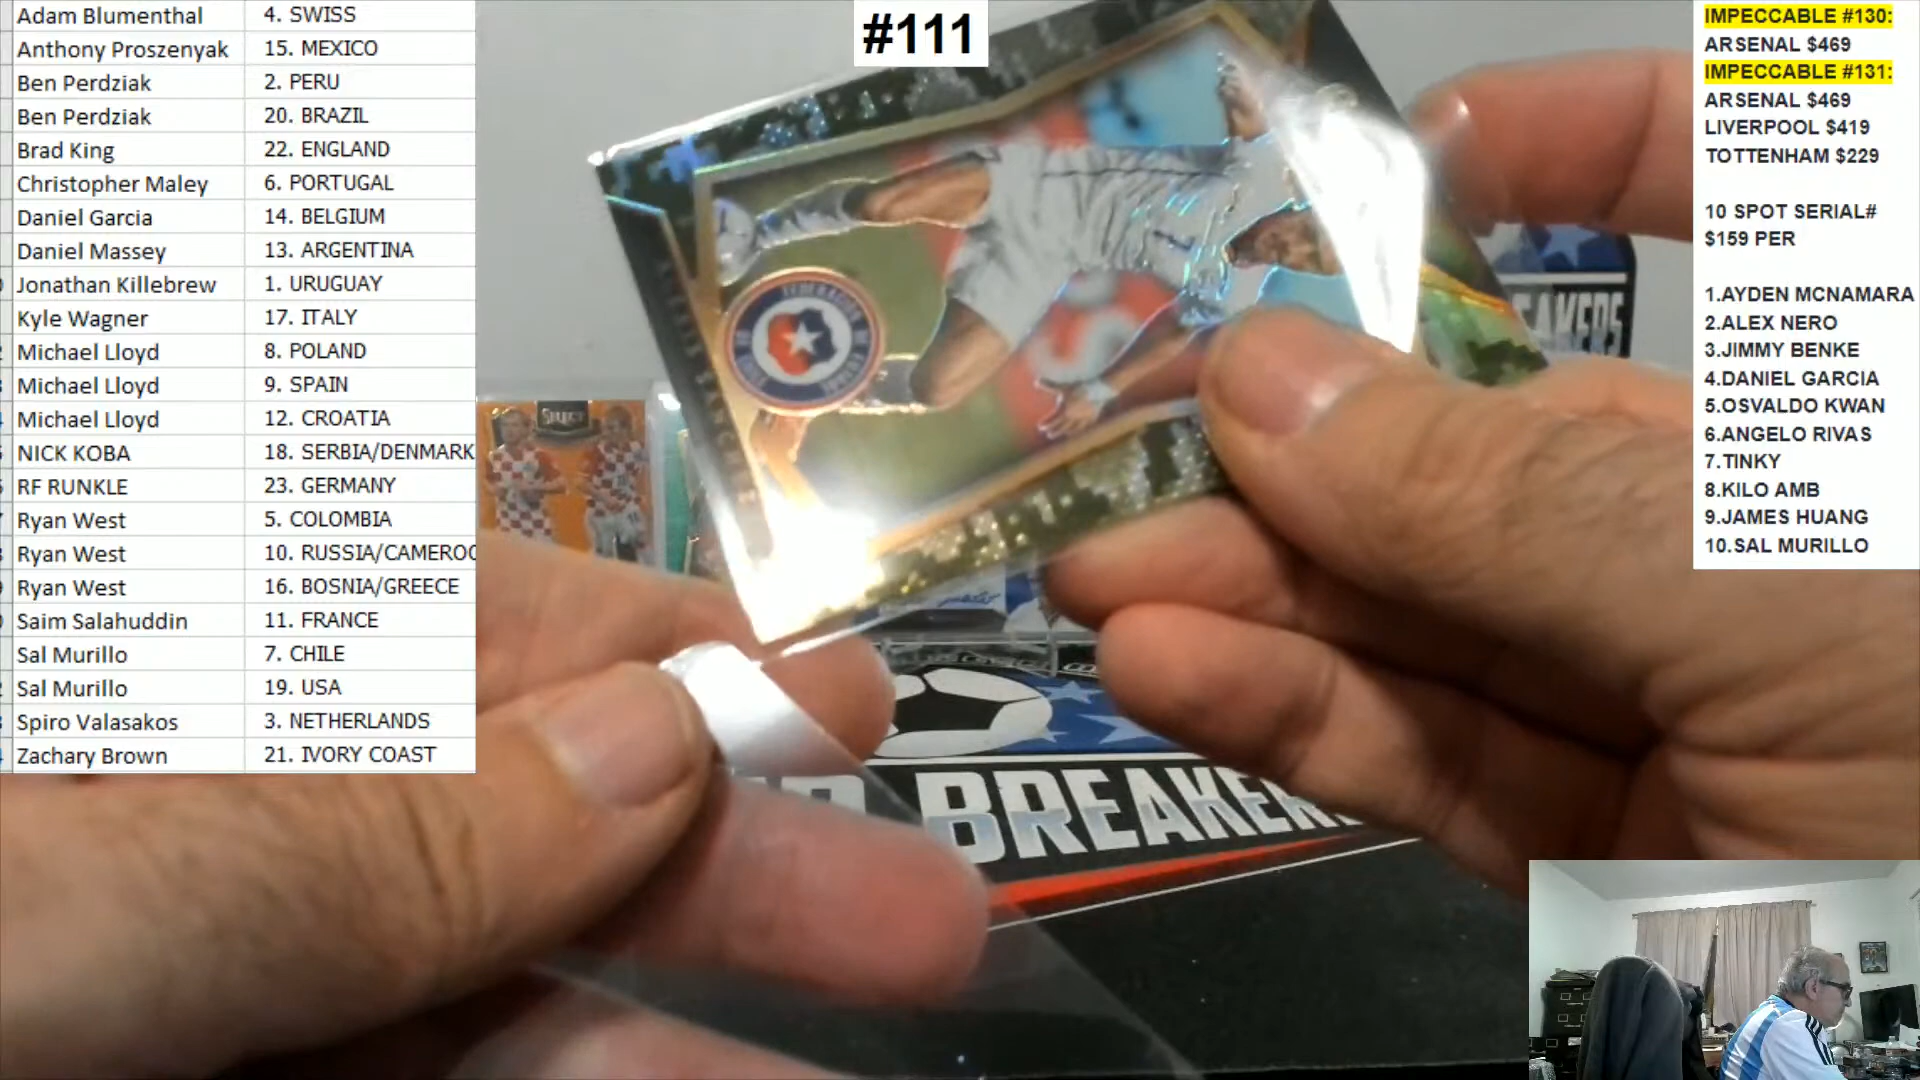 #111
Adam Blumenthal 4. SWISS
Anthony Proszenyak 15. MEXICO
Ben Perdziak 2. PERU
Ben Perdziak 20. BRAZIL
Brad King 22. ENGLAND
Christopher Maley 6. PORTUGAL
Daniel Garcia 14. BELGIUM
Daniel Massey 13. ARGENTINA
Jonathan Killebrew 1. URUGUAY
Kyle Wagner 17. ITALY
Michael Lloyd 8. POLAND
Michael Lloyd 9. SPAIN
Michael Lloyd 12. CROATIA
NICK KOBA 18. SERBIA/DENMARK
RF RUNKLE 23. GERMANY
Ryan West 5. COLOMBIA
Ryan West 10. RUSSIA/CAMEROO
Ryan West 16. BOSNIA/GREECE
Saim Salahuddin 11. FRANCE
Sal Murillo 7. CHILE
Sal Murillo 19. USA
Spiro Valasakos 3. NETHERLANDS
Zachary Brown 21. IVORY COAST
IMPECCABLE #130:
ARSENAL $469
IMPECCABLE #131:
ARSENAL $469
LIVERPOOL $419
TOTTENHAM $229
10 SPOT SERIAL#
$159 PER
1.AYDEN MCNAMARA
2.ALEX NERO
3.JIMMY BENKE
4.DANIEL GARCIA
5.OSVALDO KWAN
6.ANGELO RIVAS
7.TINKY
8.KILO AMB
9.JAMES HUANG
10.SAL MURILLO
SELECT
BREAKERS
BREAKERS